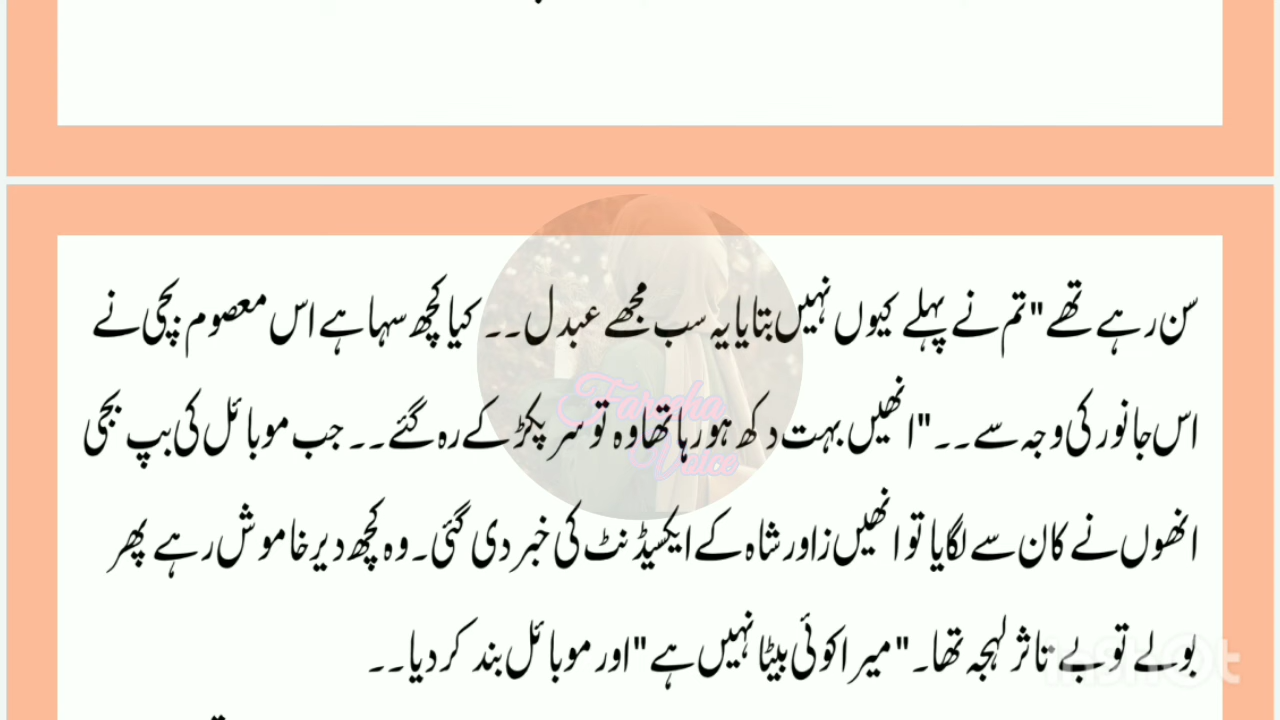 سن رہے تھے "تم نے پہلے کیوں نہیں بتایا یہ سب مجھے عبدل۔۔ کیا کچھ سہا ہے اس معصوم بچی نے
اس جانور کی وجہ سے۔۔" انھیں بہت دکھ ہو رہا تھا وہ تو سر پکڑ کے رہ گئے۔۔ جب موبائل کی بپ بجی
انھوں نے کان سے لگایا تو انھیں زاور شاہ کے ایکسیڈنٹ کی خبر دی گئی۔ وہ کچھ دیر خاموش رہے پھر
بولے تو بے تاثر لہجہ تھا۔ "میرا کوئی بیٹا نہیں ہے" اور موبائل بند کر دیا۔۔
Fareeha
Voice
InShot